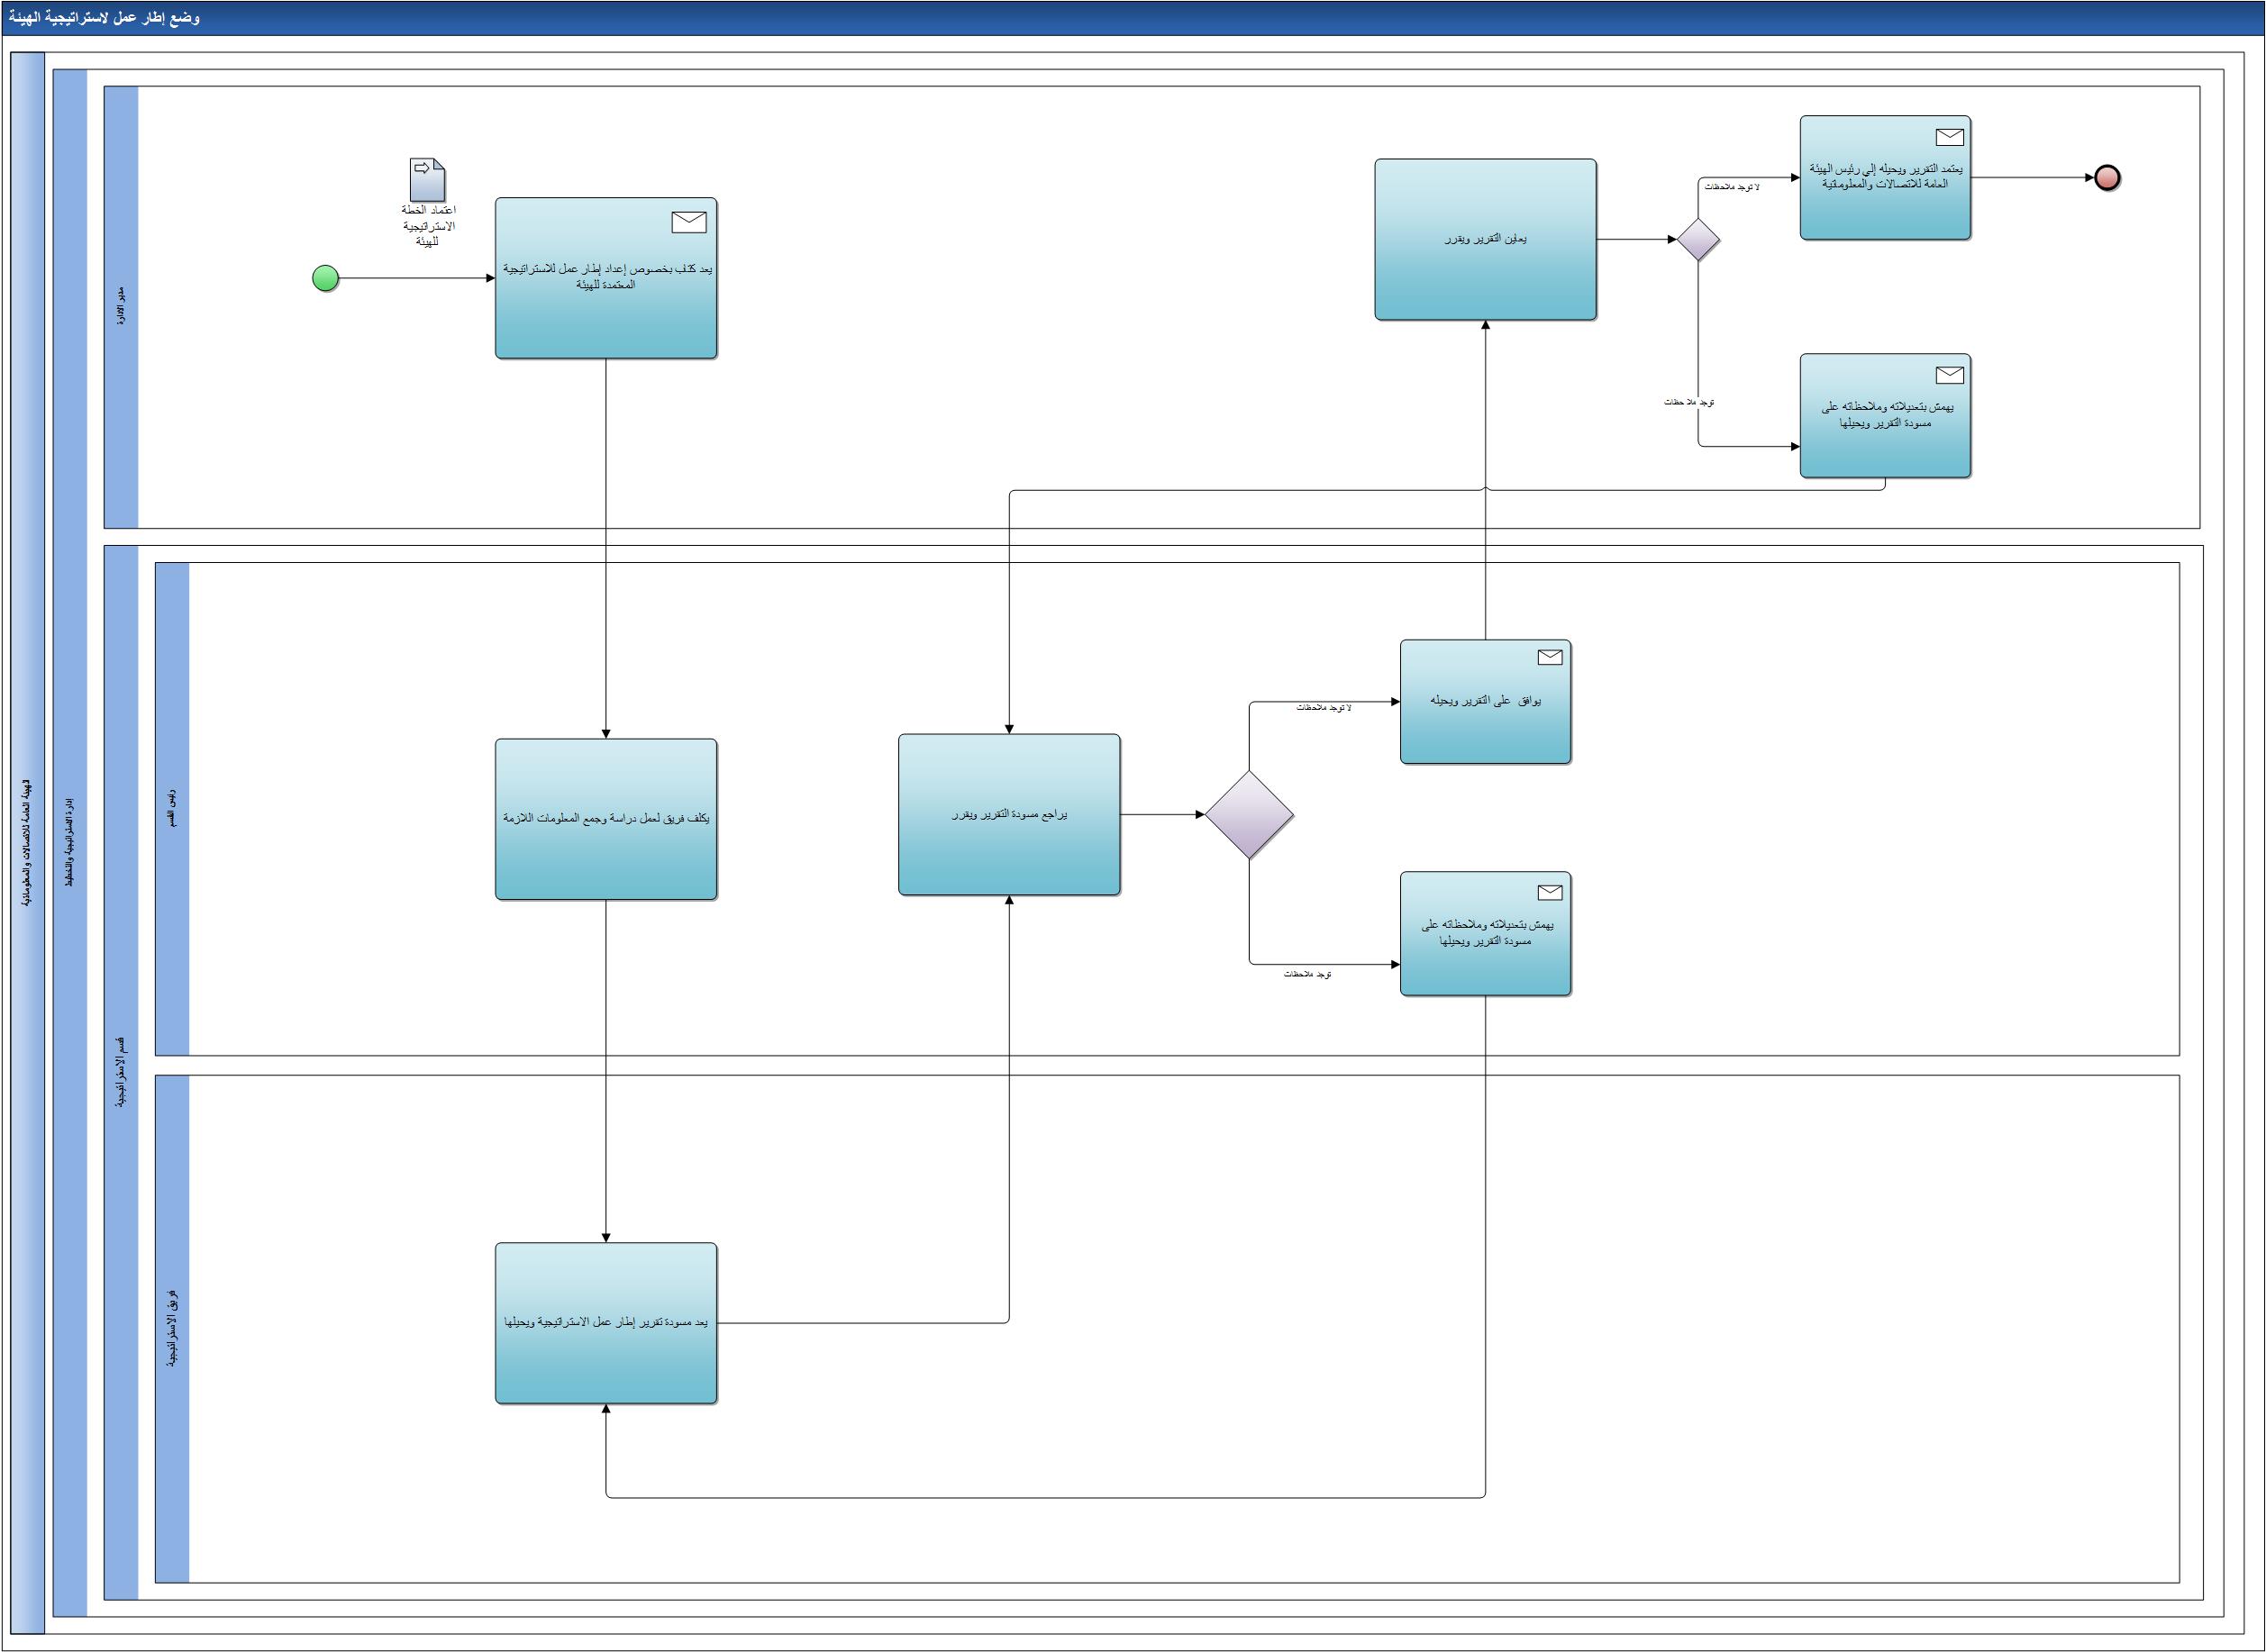 وضع إطار عمل لاستراتيجية الهيئة
الهيئة العامة للاتصالات والمعلوماتية
إدارة الاستراتيجية والتخطيط
مدير الادارة
اعتماد الخطة
الاستراتيجية
للهيئة
يعد كتاب بخصوص إعداد إطار عمل للاستراتيجية
المعتمدة للهيئة
يعاين التقرير ويقرر
لا توجد ملاحظات
يعتمد التقرير ويحيله إلى رئيس الهيئة
العامة للاتصالات والمعلوماتية
توجد ملاحظات
يهمش بتعديلاته وملاحظاته على
مسودة التقرير ويحيلها
قسم الاستراتيجية
رئيس القسم
يكلف فريق لعمل دراسة وجمع المعلومات اللازمة
يراجع مسودة التقرير ويقرر
لا توجد ملاحظات
يوافق على التقرير ويحيله
توجد ملاحظات
يهمش بتعديلاته وملاحظاته على
مسودة التقرير ويحيلها
فريق الاستراتيجية
يعد مسودة تقرير إطار عمل الاستراتيجية ويحيلها